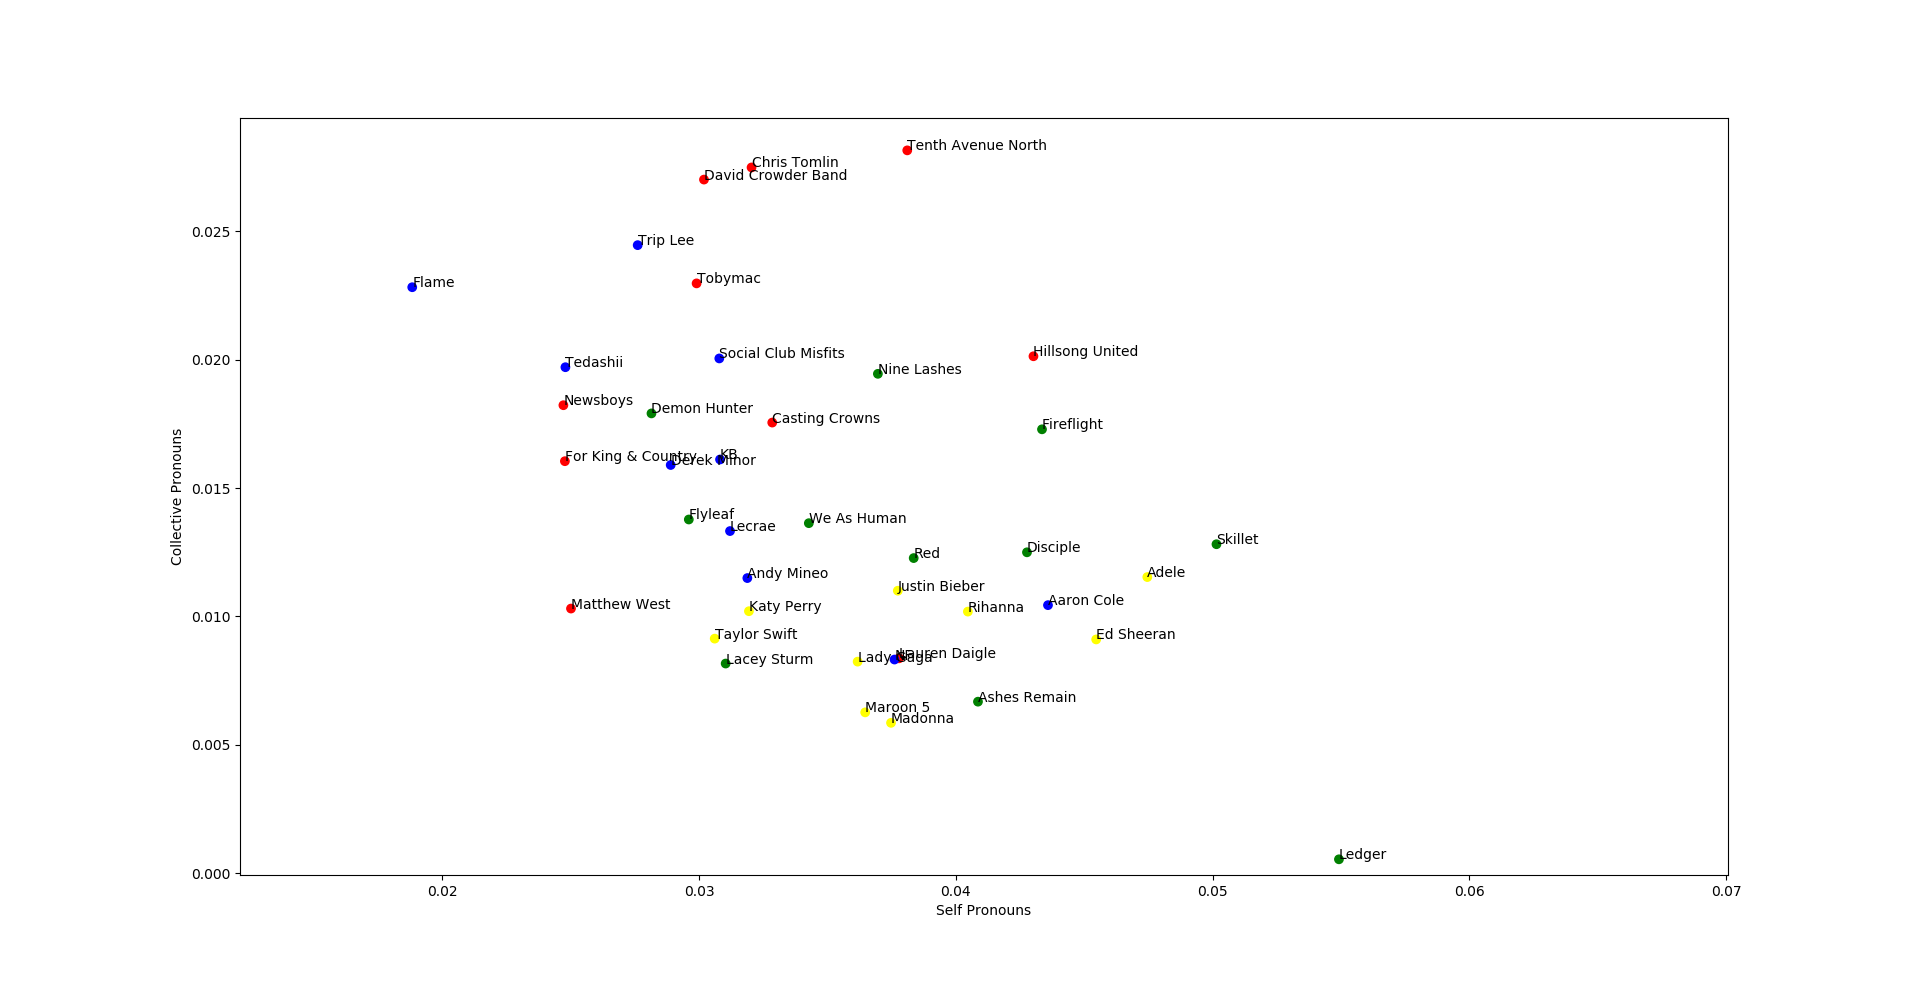 Tenth Avenue North
Chris Tomlin
David Crowder Band
0.025
Trip Lee
Tobymac
Flame
0.020
Social Club Misfits
Hillsong United
Tedashii
Nine Lashes
Newsboys
Demon Hunter
Casting Crowns
Fireflight
Collective Pronouns
For King & Country
KB
Derek Minor
0.015
Flyleaf
We As Human
Lecrae
Skillet
Disciple
Red
Adele
Andy Mineo
Justin Bieber
Aaron Cole
0.010
Matthew West
Katy Perry
Rihanna
Taylor Swift
Ed Sheeran
Lauren Daigle
Lady Gaga
Lacey Sturm
Ashes Remain
Maroon 5
Madonna
0.005
Ledger
0.000
0.02 0.03 0.04 0.05 0.06 0.07
Self Pronouns